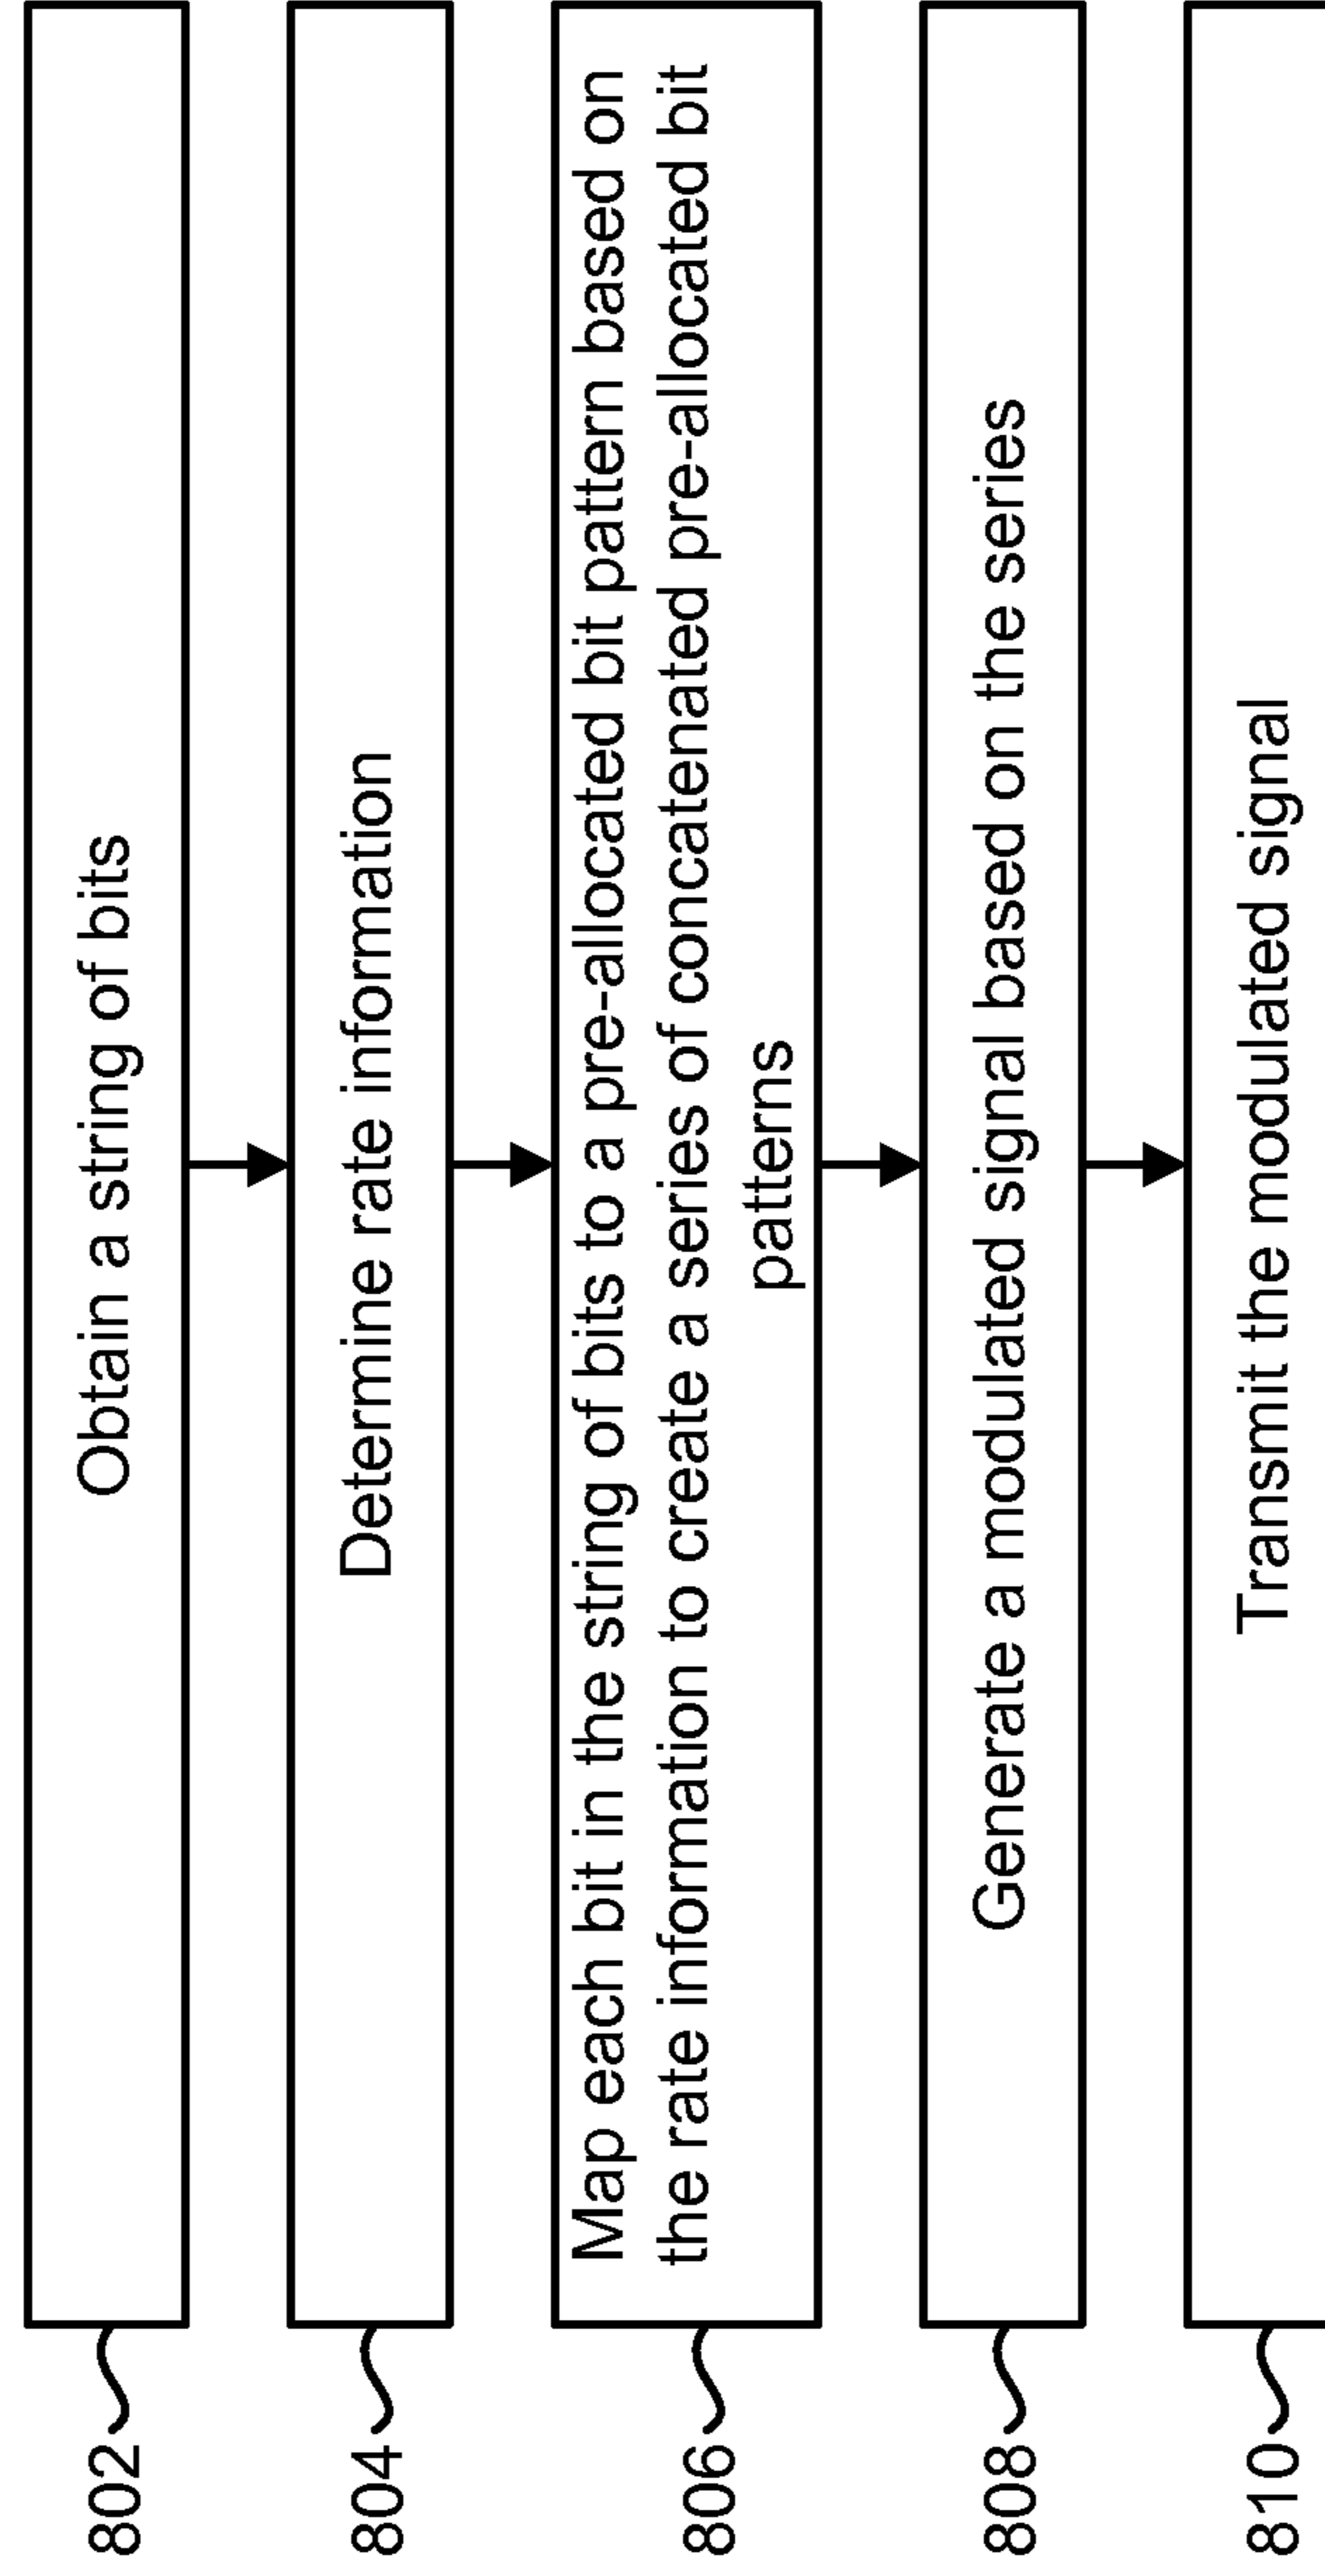 802
Obtain a string of bits
804
Determine rate information
806
Map each bit in the string of bits to a pre-allocated bit pattern based on
the rate information to create a series of concatenated pre-allocated bit
patterns
808
Generate a modulated signal based on the series
810
Transmit the modulated signal